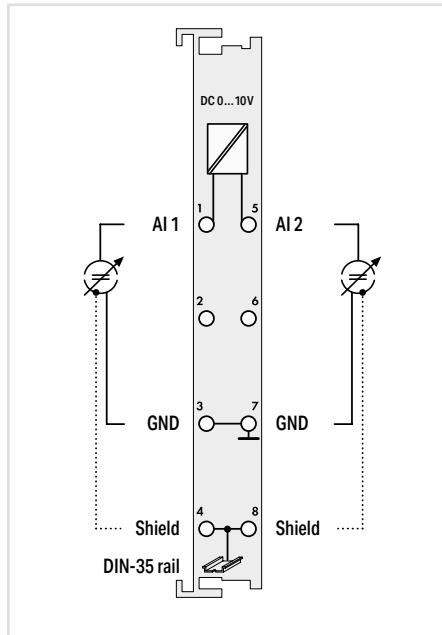 DC 0…10V
1 5
AI 1 AI 2
2 6
3 7
GND GND
4 8
Shield Shield
DIN-35 rail